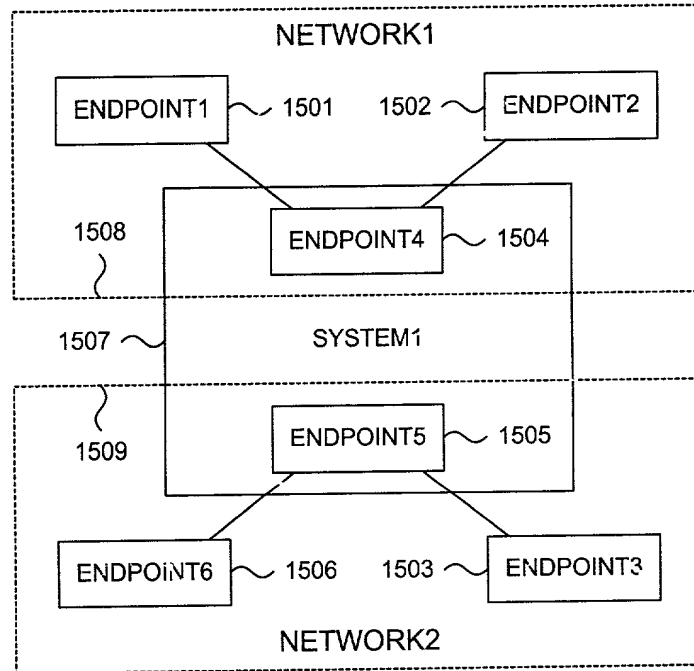 NETWORK1
ENDPOINT1 1501 1502 ENDPOINT2
1508
ENDPOINT4 1504
1507 SYSTEM1
1509
ENDPOINT5 1505
ENDPOINT6 1506 1503 ENDPOINT3
NETWORK2